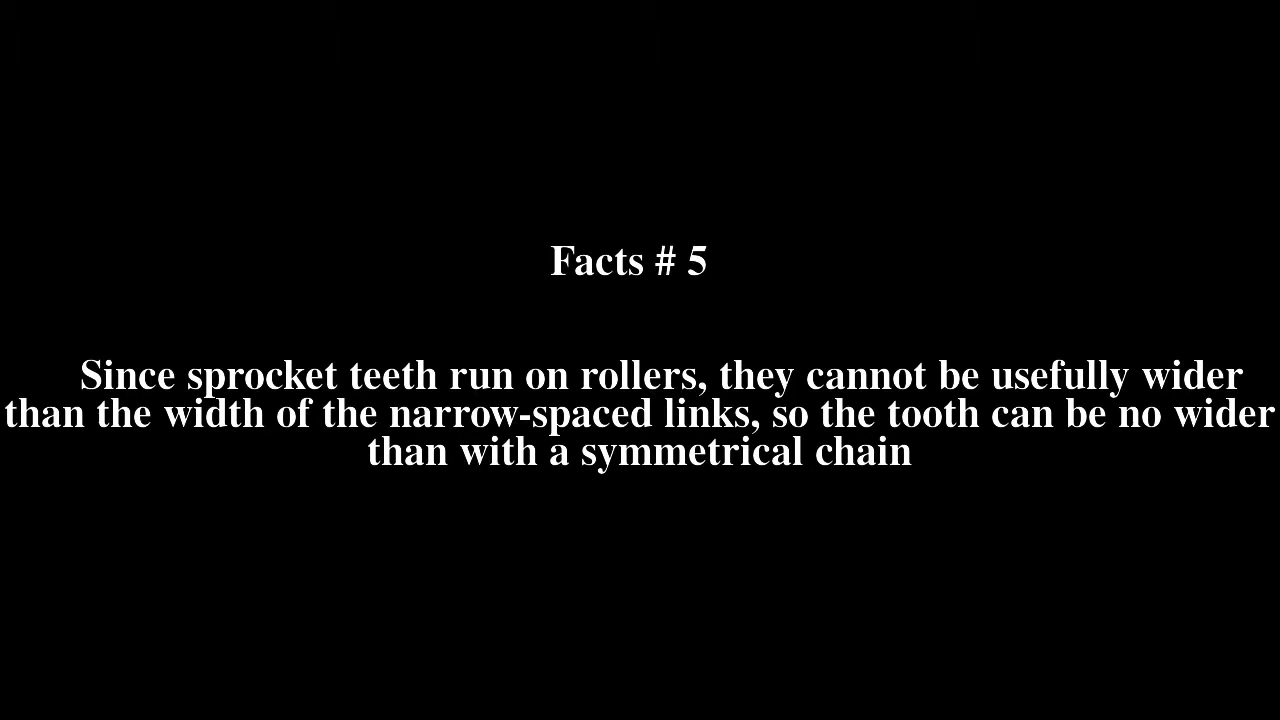 Facts # 5
Since sprocket teeth run on rollers, they cannot be usefully wider
than the width of the narrow-spaced links, so the tooth can be no wider
than with a symmetrical chain